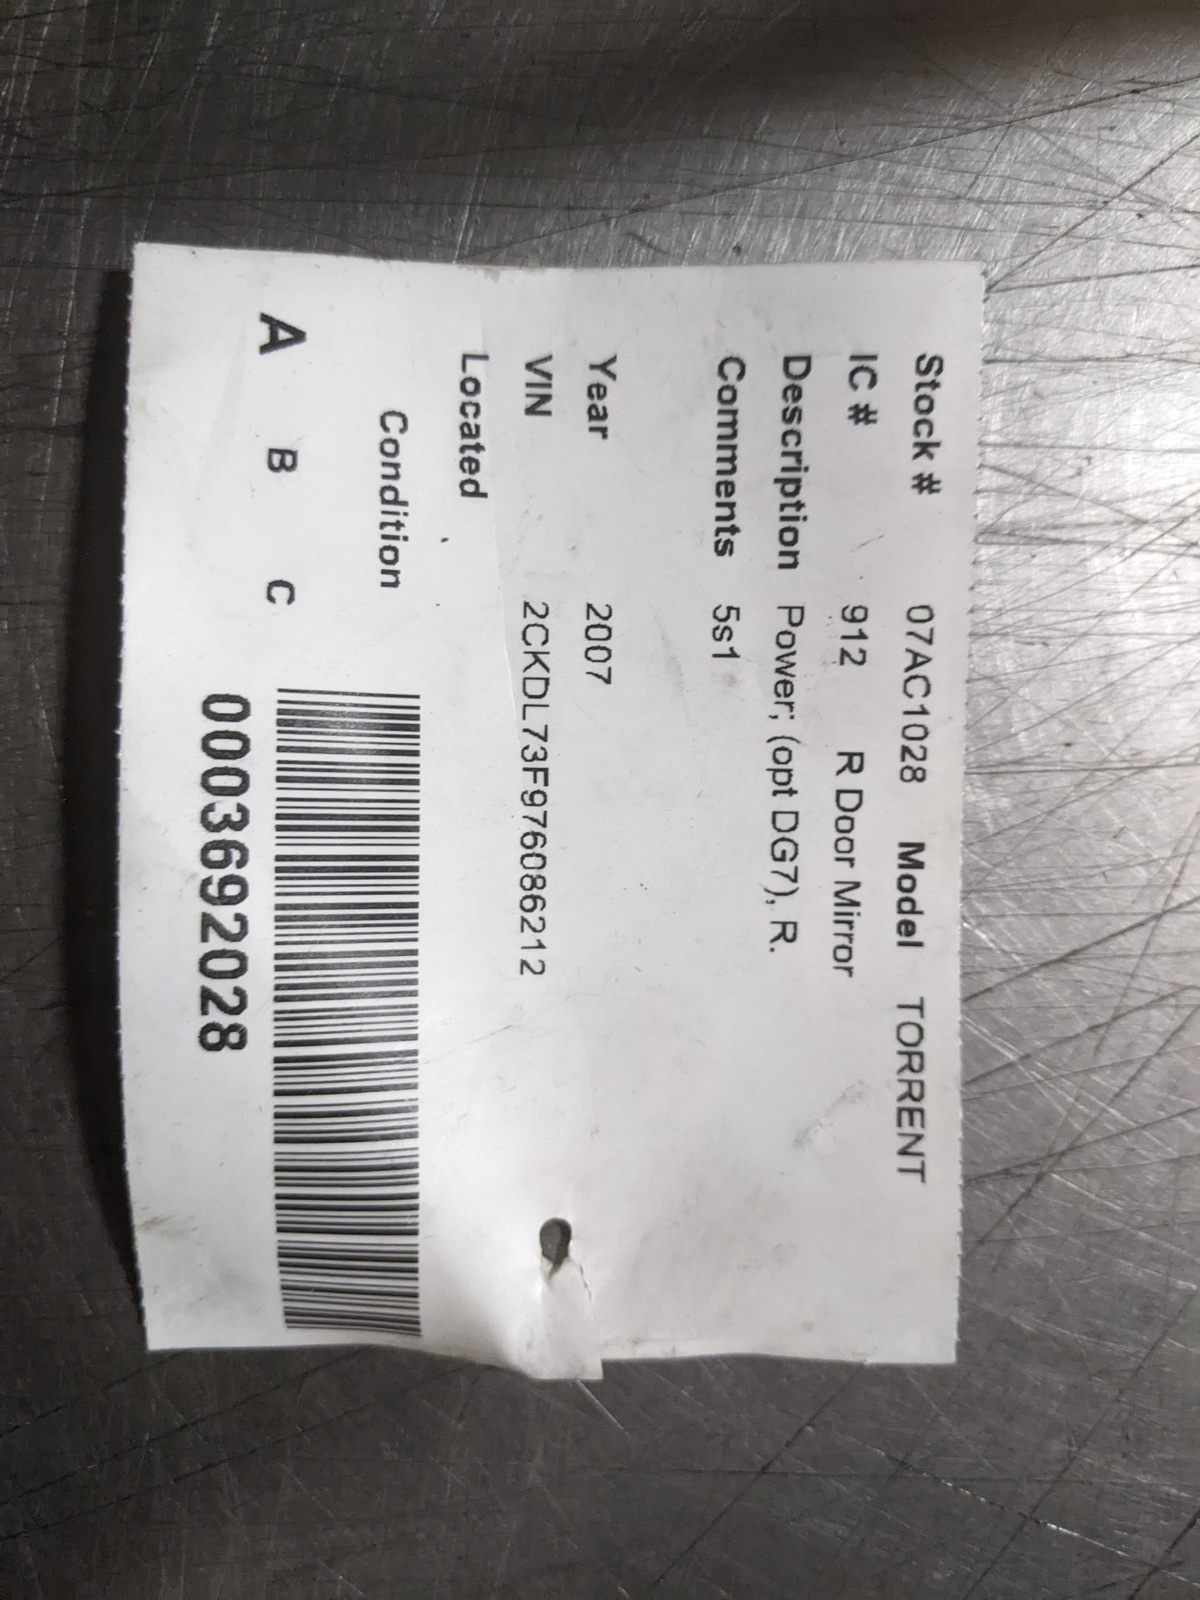 Stock # 07AC1028 Model TORRENT
IC # 912 R Door Mirror
Description Power; (opt DG7), R.
Comments 5s1
Year 2007
VIN 2CKDL73F976086212
Located
Condition
A B C
0003692028